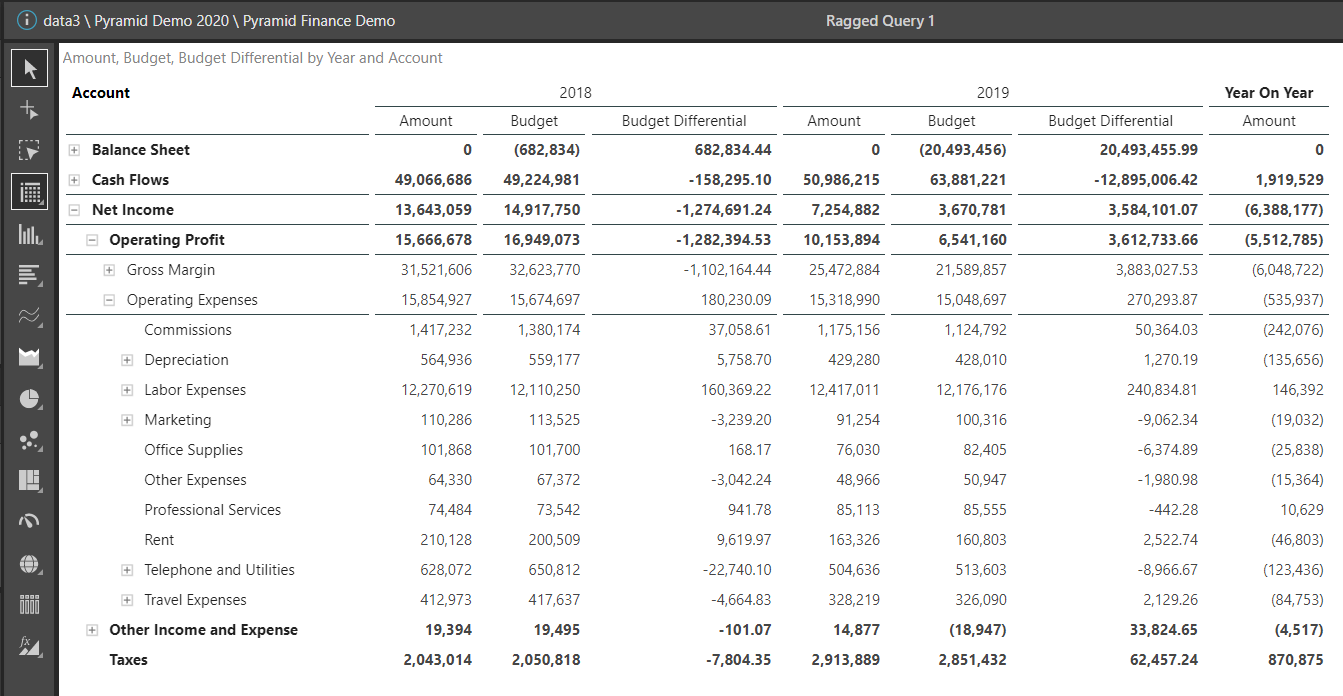 data3 \ Pyramid Demo 2020 \ Pyramid Finance Demo Ragged Query 1
Amount, Budget, Budget Differential by Year and Account
Account 2018 2019 Year On Year
Amount Budget Budget Differential Amount Budget Budget Differential Amount
Balance Sheet 0 (682,834) 682,834.44 0 (20,493,456) 20,493,455.99 0
Cash Flows 49,066,686 49,224,981 -158,295.10 50,986,215 63,881,221 -12,895,006.42 1,919,529
Net Income 13,643,059 14,917,750 -1,274,691.24 7,254,882 3,670,781 3,584,101.07 (6,388,177)
Operating Profit 15,666,678 16,949,073 -1,282,394.53 10,153,894 6,541,160 3,612,733.66 (5,512,785)
Gross Margin 31,521,606 32,623,770 -1,102,164.44 25,472,884 21,589,857 3,883,027.53 (6,048,722)
Operating Expenses 15,854,927 15,674,697 180,230.09 15,318,990 15,048,697 270,293.87 (535,937)
Commissions 1,417,232 1,380,174 37,058.61 1,175,156 1,124,792 50,364.03 (242,076)
Depreciation 564,936 559,177 5,758.70 429,280 428,010 1,270.19 (135,656)
Labor Expenses 12,270,619 12,110,250 160,369.22 12,417,011 12,176,176 240,834.81 146,392
Marketing 110,286 113,525 -3,239.20 91,254 100,316 -9,062.34 (19,032)
Office Supplies 101,868 101,700 168.17 76,030 82,405 -6,374.89 (25,838)
Other Expenses 64,330 67,372 -3,042.24 48,966 50,947 -1,980.98 (15,364)
Professional Services 74,484 73,542 941.78 85,113 85,555 -442.28 10,629
Rent 210,128 200,509 9,619.97 163,326 160,803 2,522.74 (46,803)
Telephone and Utilities 628,072 650,812 -22,740.10 504,636 513,603 -8,966.67 (123,436)
Travel Expenses 412,973 417,637 -4,664.83 328,219 326,090 2,129.26 (84,753)
Other Income and Expense 19,394 19,495 -101.07 14,877 (18,947) 33,824.65 (4,517)
Taxes 2,043,014 2,050,818 -7,804.35 2,913,889 2,851,432 62,457.24 870,875